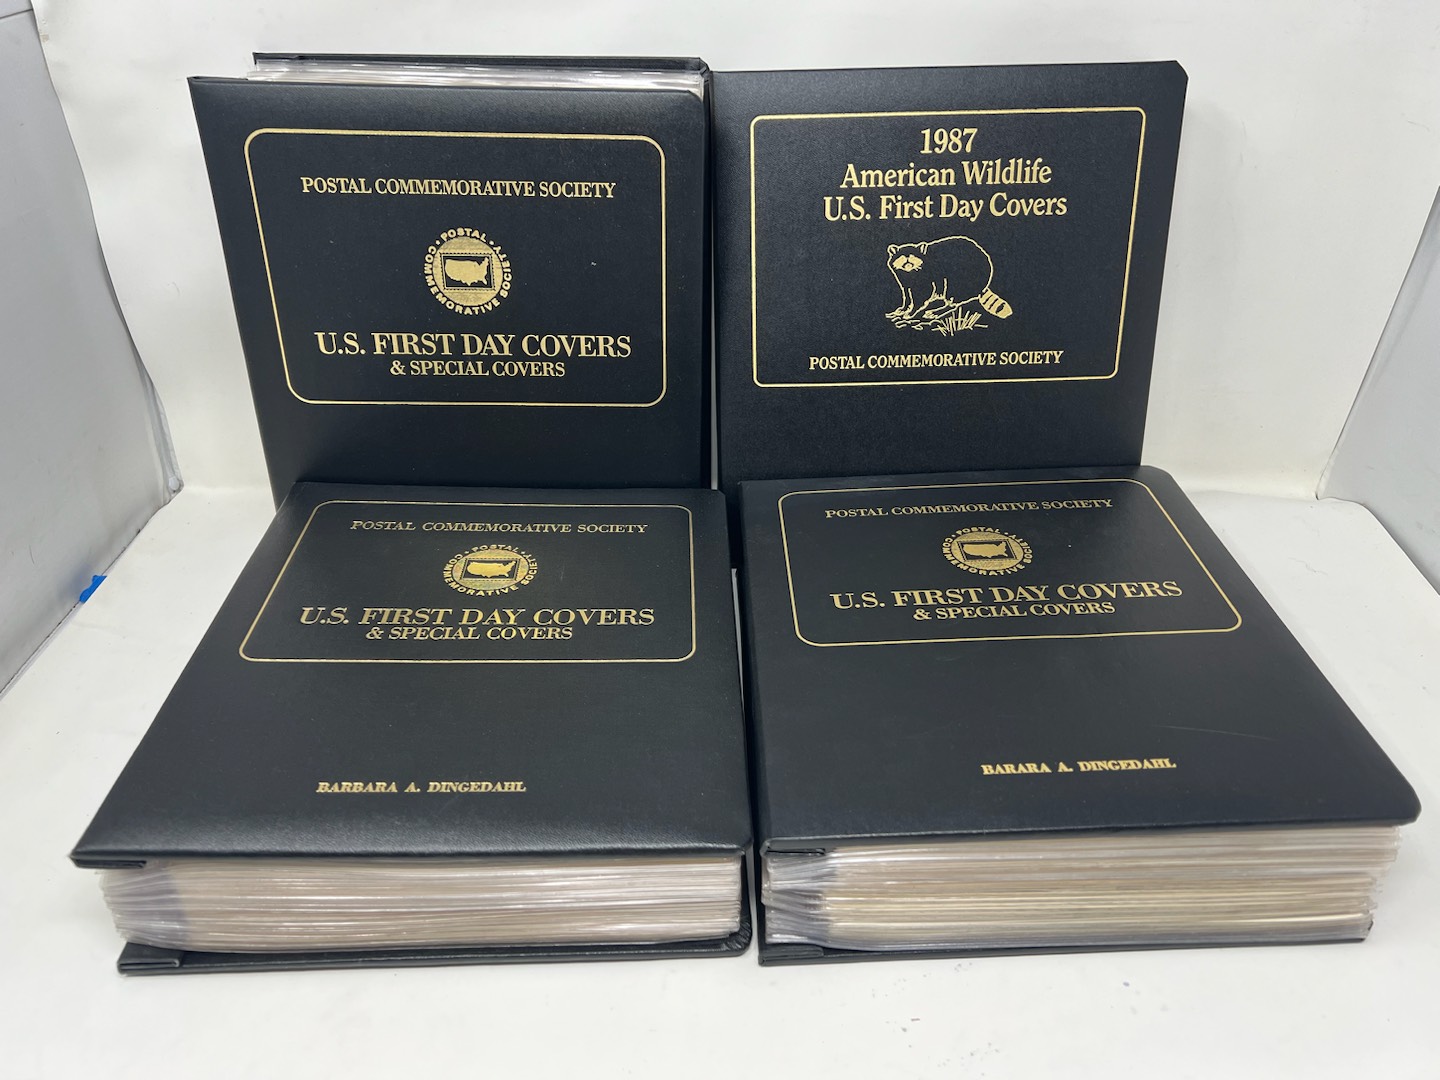 POSTAL COMMEMORATIVE SOCIETY
• POSTAL •
COMMEMORATIVE SOCIETY
U.S. FIRST DAY COVERS
& SPECIAL COVERS
1987
American Wildlife
U.S. First Day Covers
POSTAL COMMEMORATIVE SOCIETY
POSTAL COMMEMORATIVE SOCIETY
• POSTAL •
COMMEMORATIVE SOCIETY
U.S. FIRST DAY COVERS
& SPECIAL COVERS
BARBARA A. DINGEDAHL
POSTAL COMMEMORATIVE SOCIETY
• POSTAL •
COMMEMORATIVE SOCIETY
U.S. FIRST DAY COVERS
& SPECIAL COVERS
BARARA A. DINGEDAHL